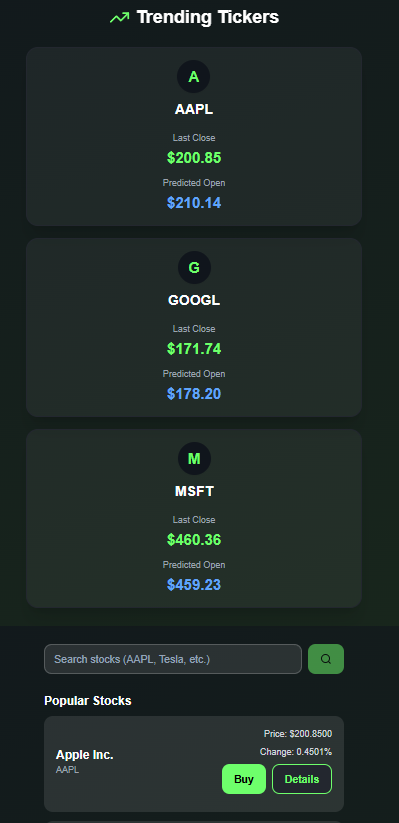 Trending Tickers
A
AAPL
Last Close
$200.85
Predicted Open
$210.14
G
GOOGL
Last Close
$171.74
Predicted Open
$178.20
M
MSFT
Last Close
$460.36
Predicted Open
$459.23
Search stocks (AAPL, Tesla, etc.)
Popular Stocks
Price: $200.8500
Change: 0.4501%
Apple Inc.
AAPL
Buy
Details